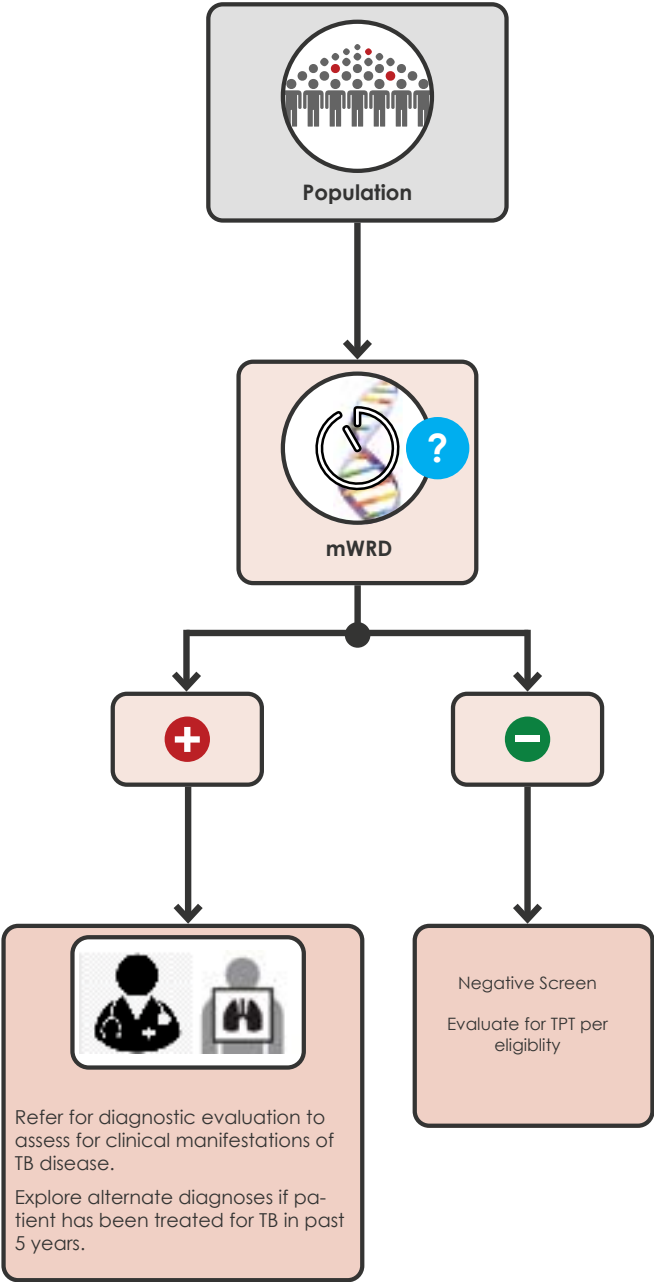 Population
?
mWRD
Refer for diagnostic evaluation to
assess for clinical manifestations of
TB disease.
Explore alternate diagnoses if pa-
tient has been treated for TB in past
5 years.
Negative Screen
Evaluate for TPT per
eligiblity